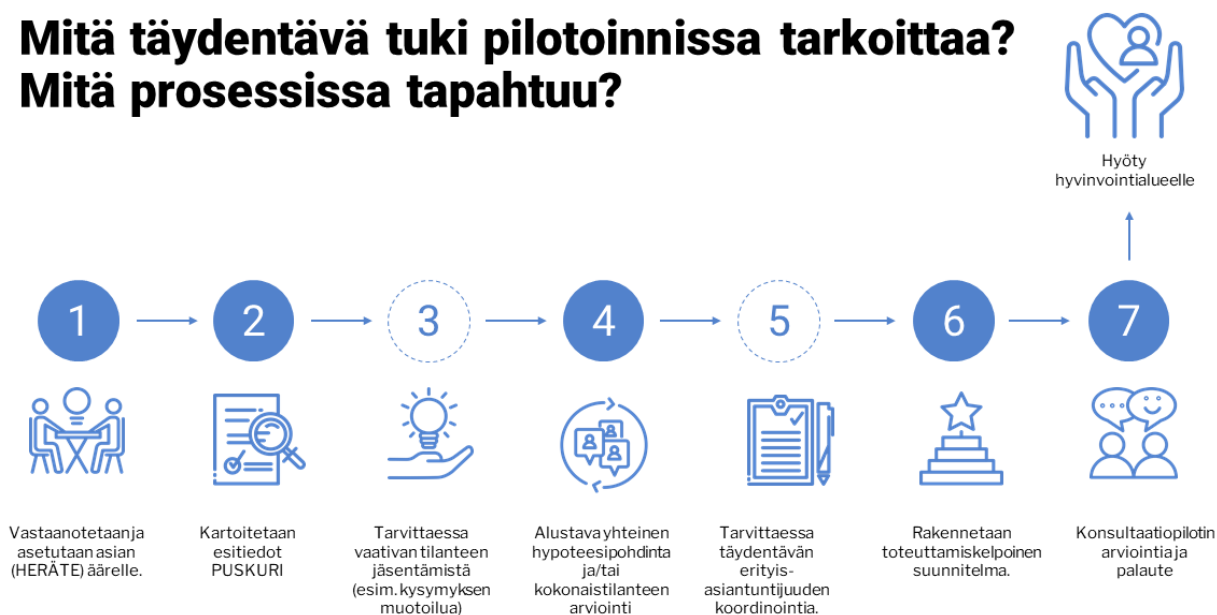 Mitä täydentävä tuki pilotoinnissa tarkoittaa?
Mitä prosessissa tapahtuu?
Hyöty
hyvinvointialueelle
1
2
3
4
5
6
7
Vastaanotetaan ja
asetutaan asian
(HERÄTE) äärelle.
Kartoitetaan
esitiedot
PUSKURI
Tarvittaessa
vaativan tilanteen
jäsentämistä
(esim. kysymyksen
muotoilua)
Alustava yhteinen
hypoteesipohdinta
ja/tai
kokonaistilanteen
arviointi
Tarvittaessa
täydentävän
erityis-
asiantuntijuuden
koordinointia.
Rakennetaan
toteuttamiskelpoinen
suunnitelma.
Konsultaatiopilotin
arviointia ja
palaute